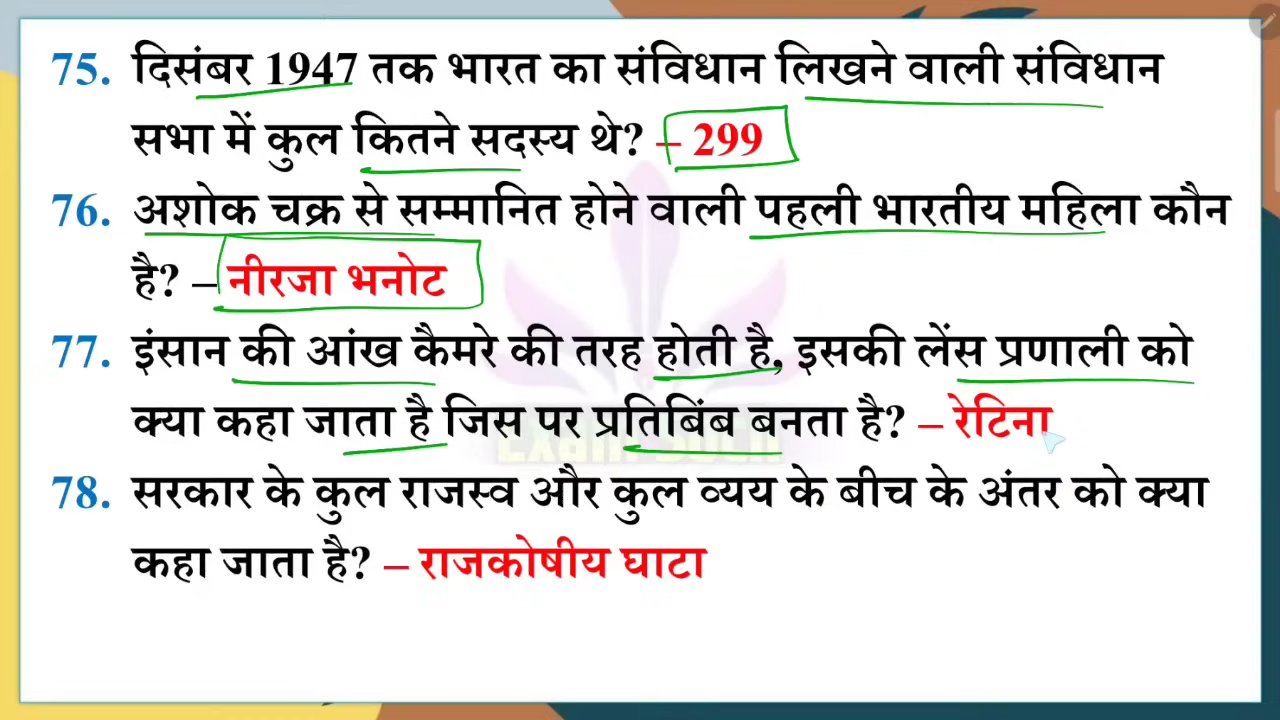 75. दिसंबर 1947 तक भारत का संविधान लिखने वाली संविधान
सभा में कुल कितने सदस्य थे? – 299
76. अशोक चक्र से सम्मानित होने वाली पहली भारतीय महिला कौन
है? – नीरजा भनोट
77. इंसान की आंख कैमरे की तरह होती है, इसकी लेंस प्रणाली को
क्या कहा जाता है जिस पर प्रतिबिंब बनता है? – रेटिना
78. सरकार के कुल राजस्व और कुल व्यय के बीच के अंतर को क्या
कहा जाता है? – राजकोषीय घाटा